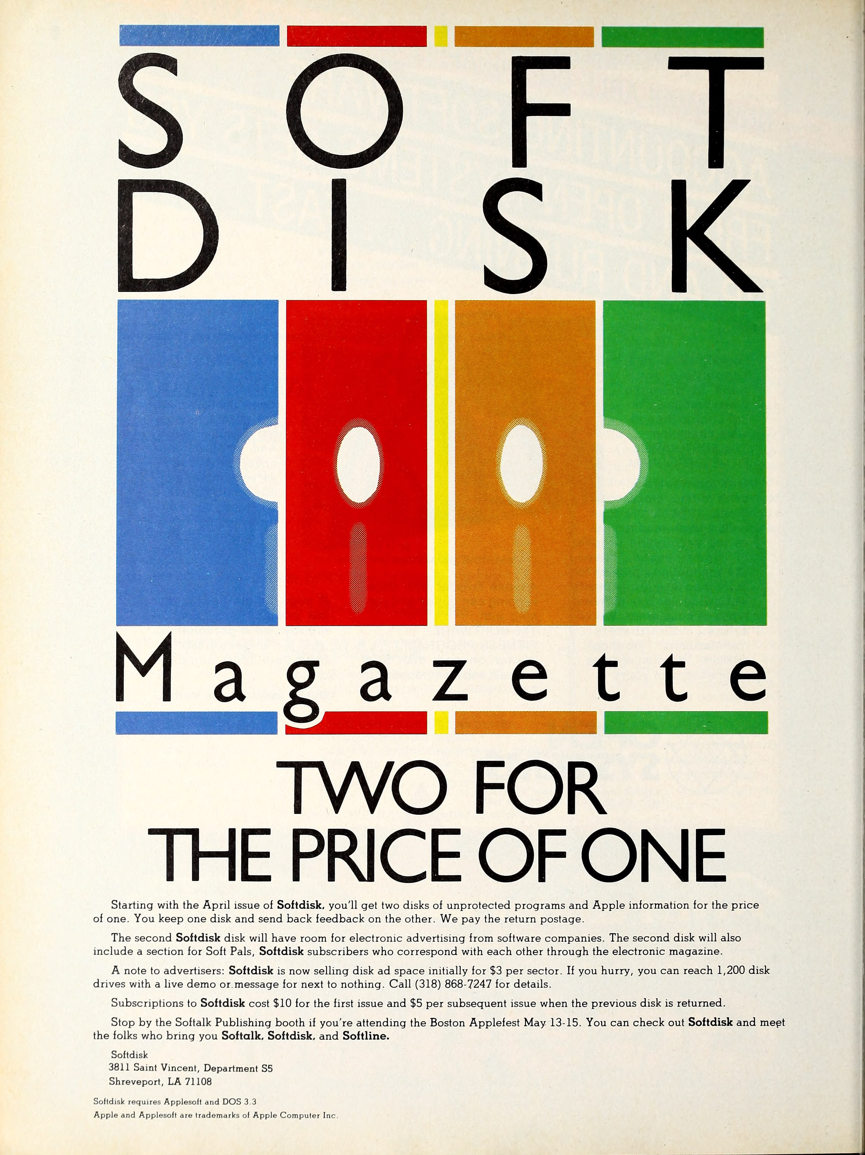 SOFT
DISK
Magazette
TWO FOR
THE PRICE OF ONE
Starting with the April issue of Softdisk, you'll get two disks of unprotected programs and Apple information for the price
of one. You keep one disk and send back feedback on the other. We pay the return postage.
The second Softdisk disk will have room for electronic advertising from software companies. The second disk will also
include a section for Soft Pals, Softdisk subscribers who correspond with each other through the electronic magazine.
A note to advertisers: Softdisk is now selling disk ad space initially for $3 per sector. If you hurry, you can reach 1,200 disk
drives with a live demo or message for next to nothing. Call (318) 868-7247 for details.
Subscriptions to Softdisk cost $10 for the first issue and $5 per subsequent issue when the previous disk is returned.
Stop by the Softalk Publishing booth if you're attending the Boston Applefest May 13-15. You can check out Softdisk and meet
the folks who bring you Softalk, Softdisk, and Softline.
Softdisk
3811 Saint Vincent, Department S5
Shreveport, LA 71108
Softdisk requires Applesoft and DOS 3.3
Apple and Applesoft are trademarks of Apple Computer Inc.